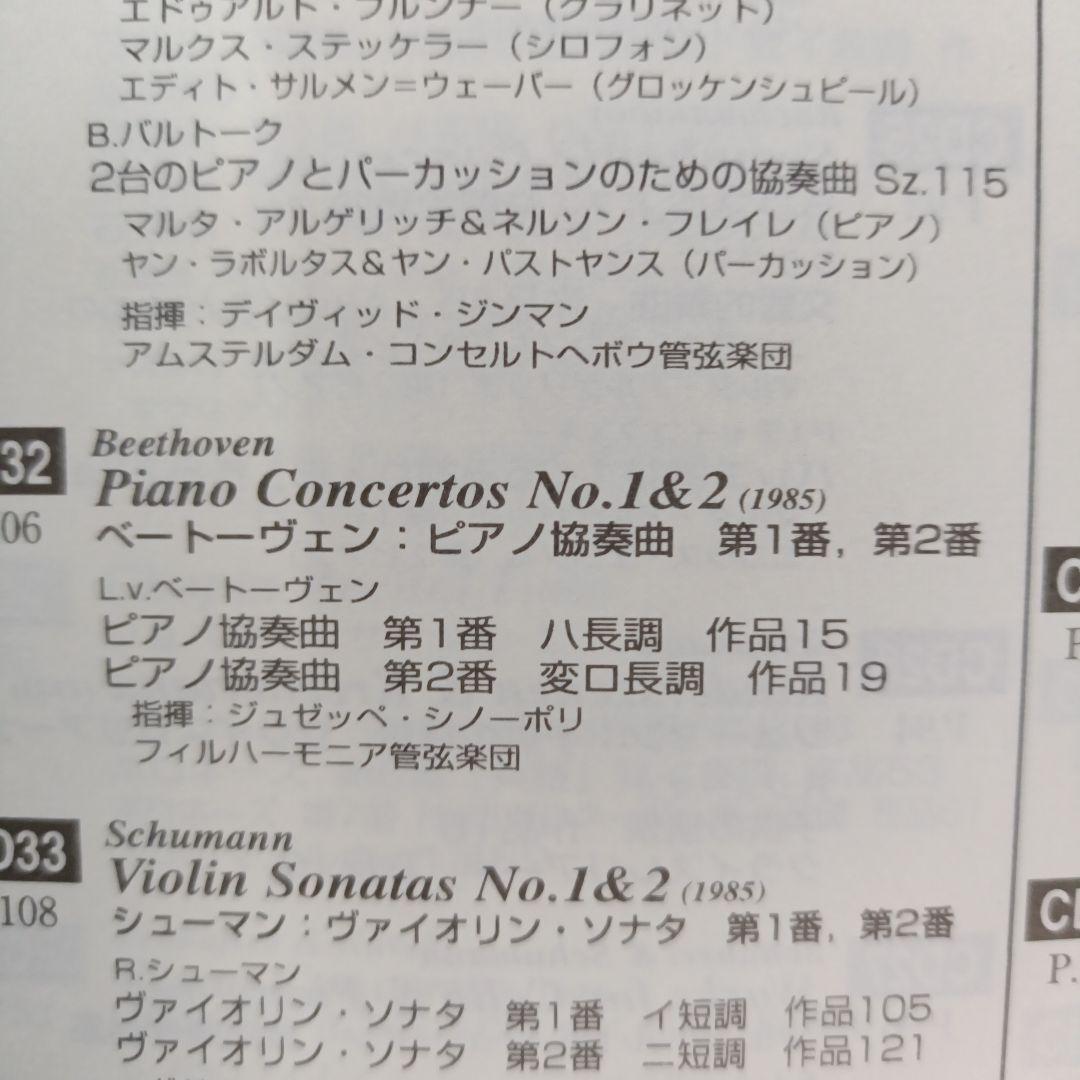 エドゥアルト・ブルンナー（クラリネット）
マルクス・ステッケラー（シロフォン）
エディト・サルメン＝ウェーバー（グロッケンシュピール）
B.バルトーク
2台のピアノとパーカッションのための協奏曲 Sz.115
マルタ・アルゲリッチ＆ネルソン・フレイレ（ピアノ）
ヤン・ラボルタス＆ヤン・パストヤンス（パーカッション）
指揮：デイヴィッド・ジンマン
アムステルダム・コンセルトヘボウ管弦楽団
32
Beethoven
Piano Concertos No.1&2 (1985)
06
ベートーヴェン：ピアノ協奏曲　第1番，第2番
L.v.ベートーヴェン
ピアノ協奏曲　第1番　ハ長調　作品15
ピアノ協奏曲　第2番　変ロ長調　作品19
指揮：ジュゼッペ・シノーポリ
フィルハーモニア管弦楽団
D33
Schumann
Violin Sonatas No.1&2 (1985)
108
シューマン：ヴァイオリン・ソナタ　第1番，第2番
R.シューマン
ヴァイオリン・ソナタ　第1番　イ短調　作品105
ヴァイオリン・ソナタ　第2番　ニ短調　作品121
C
P.